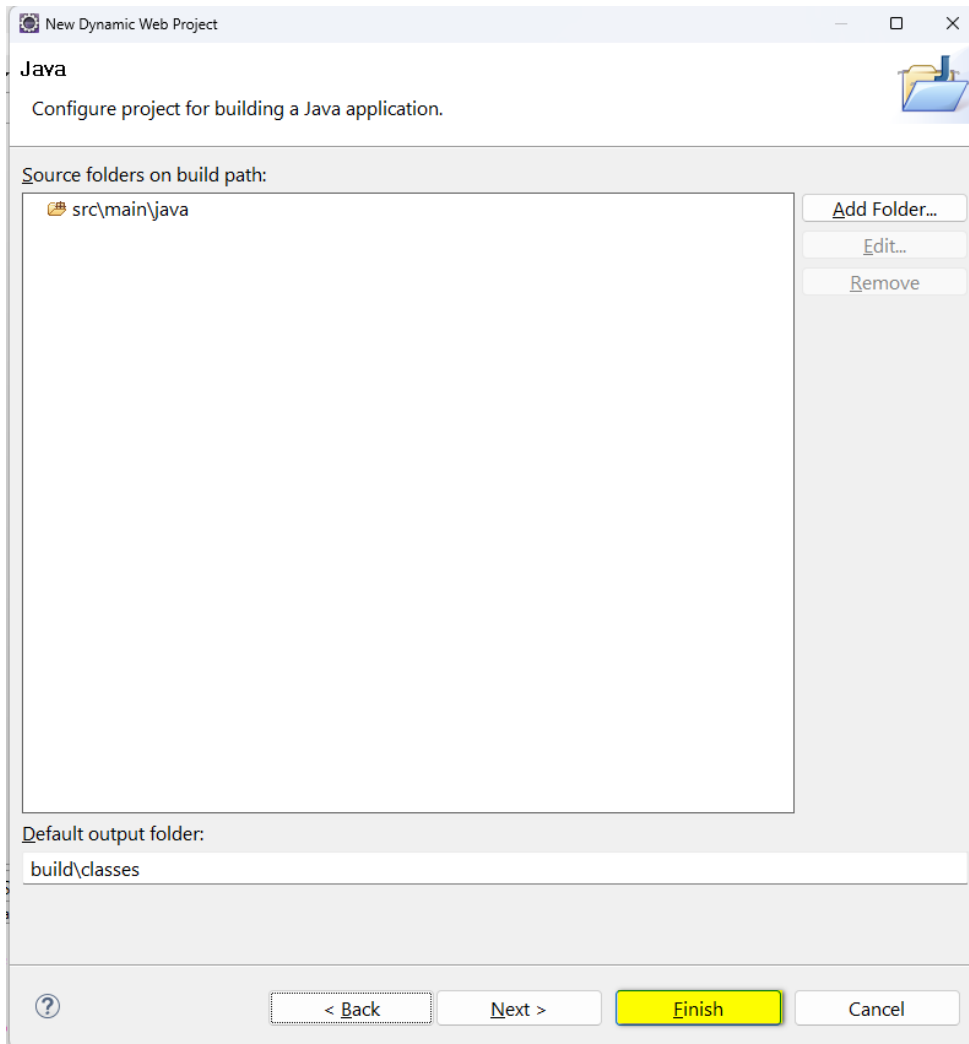 New Dynamic Web Project
Java
Configure project for building a Java application.
Source folders on build path:
src\main\java
Add Folder...
Edit...
Remove
Default output folder:
build\classes
< Back
Next >
Finish
Cancel